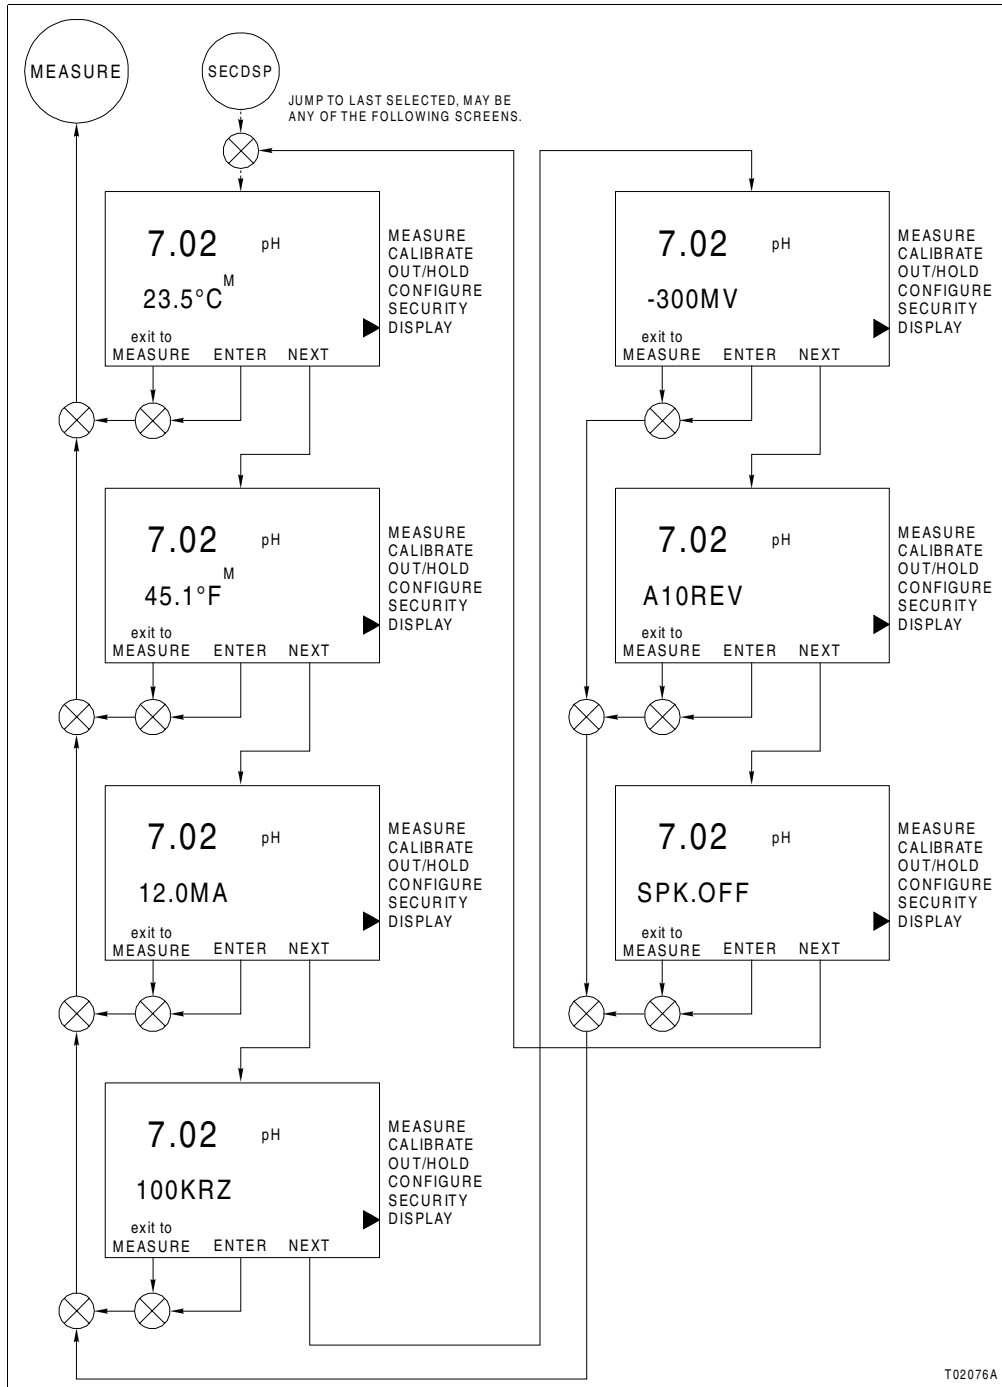 MEASURE
SECDSP
JUMP TO LAST SELECTED, MAY BE
ANY OF THE FOLLOWING SCREENS.
7.02 pH
23.5°C M
exit to
MEASURE ENTER NEXT
MEASURE
CALIBRATE
OUT/HOLD
CONFIGURE
SECURITY
DISPLAY
7.02 pH
45.1°F M
exit to
MEASURE ENTER NEXT
MEASURE
CALIBRATE
OUT/HOLD
CONFIGURE
SECURITY
DISPLAY
7.02 pH
12.0MA
exit to
MEASURE ENTER NEXT
MEASURE
CALIBRATE
OUT/HOLD
CONFIGURE
SECURITY
DISPLAY
7.02 pH
100KRZ
exit to
MEASURE ENTER NEXT
MEASURE
CALIBRATE
OUT/HOLD
CONFIGURE
SECURITY
DISPLAY
7.02 pH
-300MV
exit to
MEASURE ENTER NEXT
MEASURE
CALIBRATE
OUT/HOLD
CONFIGURE
SECURITY
DISPLAY
7.02 pH
A10REV
exit to
MEASURE ENTER NEXT
MEASURE
CALIBRATE
OUT/HOLD
CONFIGURE
SECURITY
DISPLAY
7.02 pH
SPK.OFF
exit to
MEASURE ENTER NEXT
MEASURE
CALIBRATE
OUT/HOLD
CONFIGURE
SECURITY
DISPLAY
T02076A